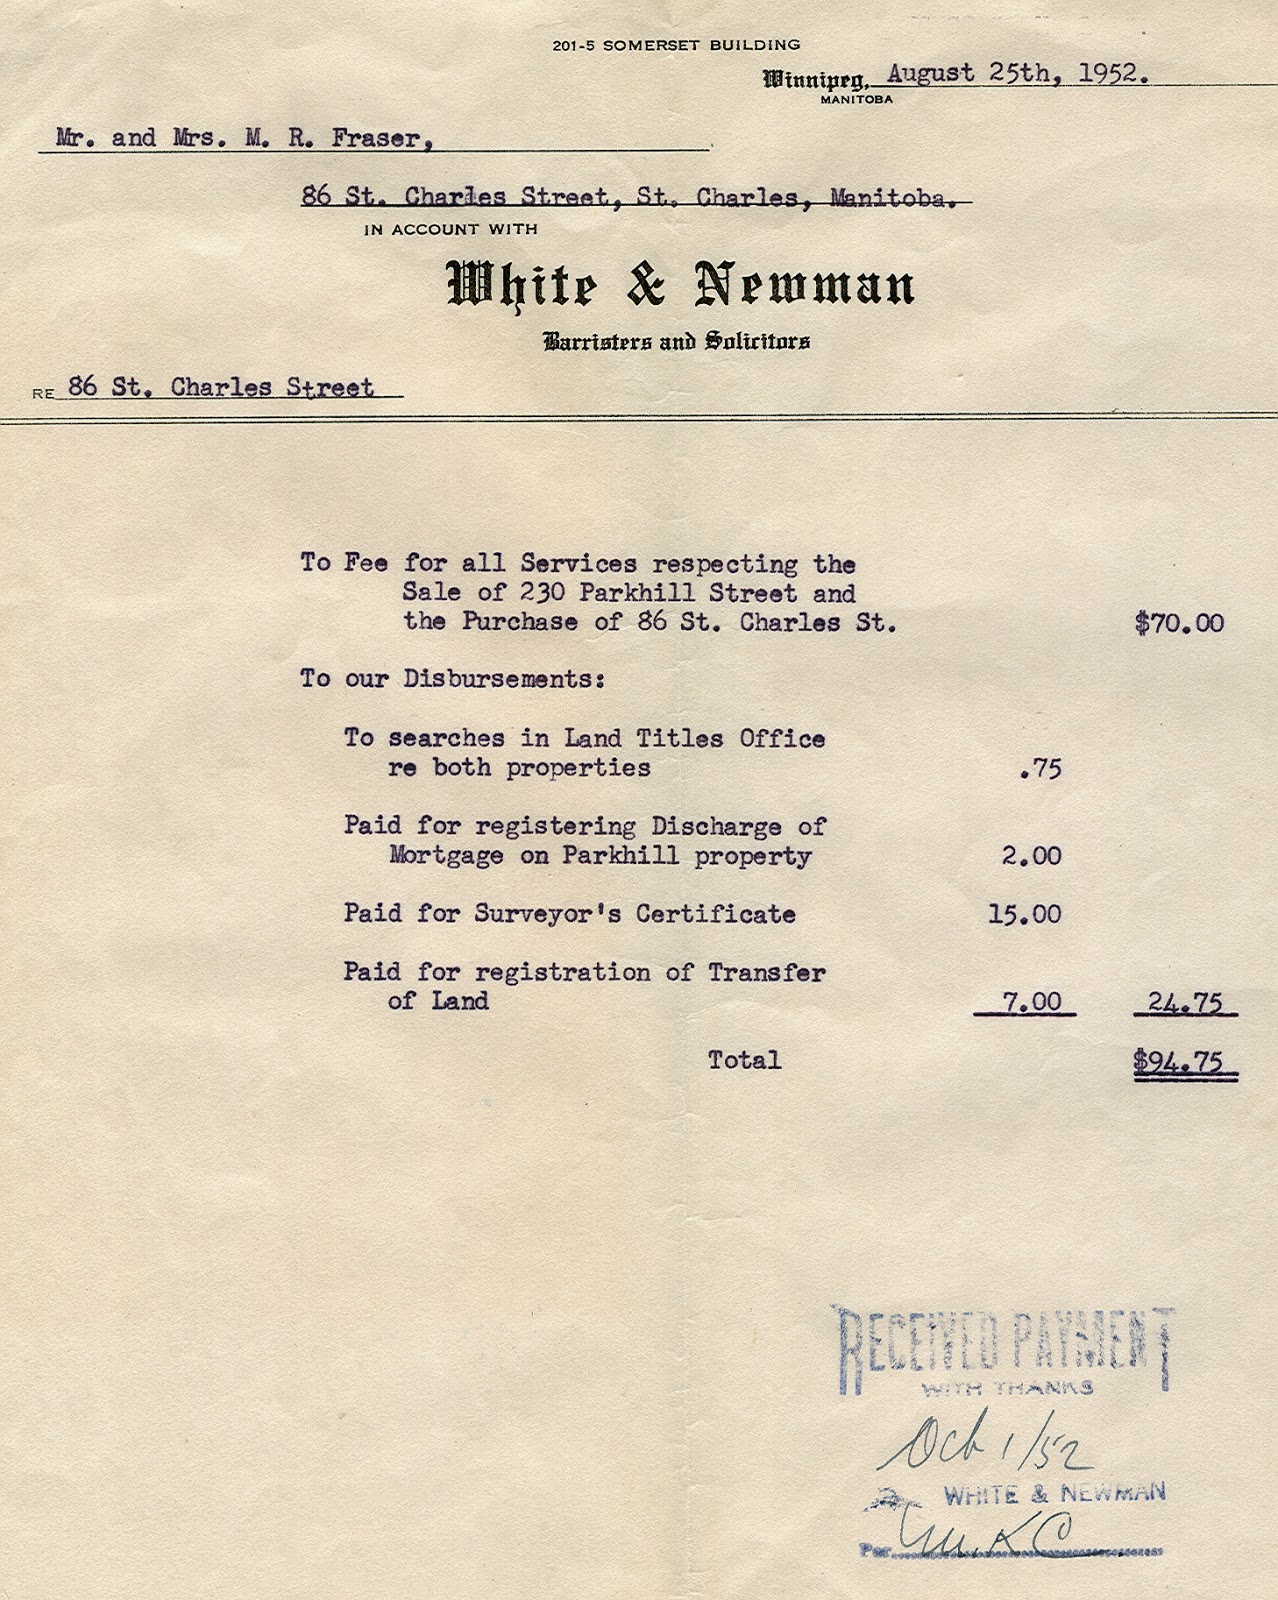 201-5 SOMERSET BUILDING
Winnipeg, August 25th, 1952.
MANITOBA
Mr. and Mrs. M. R. Fraser,
86 St. Charles Street, St. Charles, Manitoba.
IN ACCOUNT WITH
White & Newman
Barristers and Solicitors
RE 86 St. Charles Street
To Fee for all Services respecting the
Sale of 230 Parkhill Street and
the Purchase of 86 St. Charles St. $70.00
To our Disbursements:
To searches in Land Titles Office
re both properties .75
Paid for registering Discharge of
Mortgage on Parkhill property 2.00
Paid for Surveyor's Certificate 15.00
Paid for registration of Transfer
of Land 7.00 24.75
Total $94.75
RECEIVED PAYMENT
WITH THANKS
Oct 1/52
WHITE & NEWMAN
Per